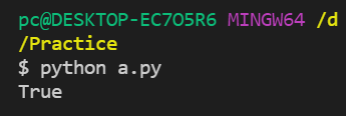 pc@DESKTOP-EC7O5R6 MINGW64 /d
/Practice
$ python a.py
True